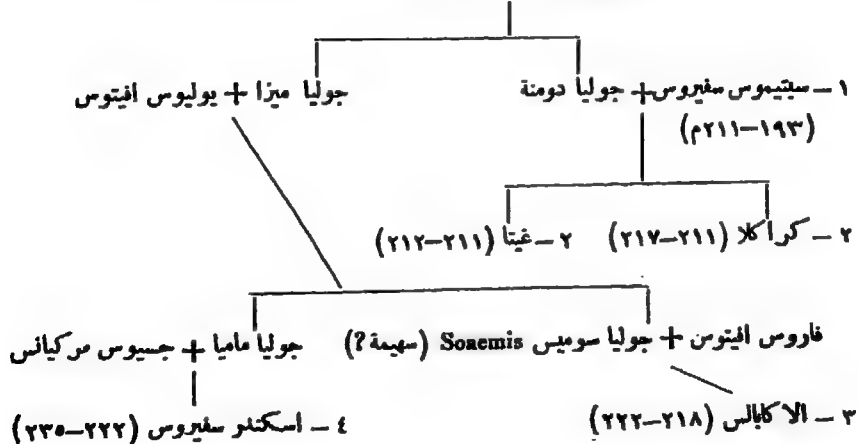 ١ – سبتيموس سفيروس + جوليا دومنة جوليا ميزا + يوليوس افيتوس
(١٩٣–٢١١م)
٢ – كراكلا (٢١١–٢١٧) ٢ – غيتا (٢١١–٢١٢)
فاروس افيتوس + جوليا سوميس Soaemis (سهيمة ?) جوليا ماميا + جسيوس مركيانس
٣ – الاكابالس (٢١٨–٢٢٢) ٤ – اسكندر سفيروس (٢٢٢–٢٣٥)